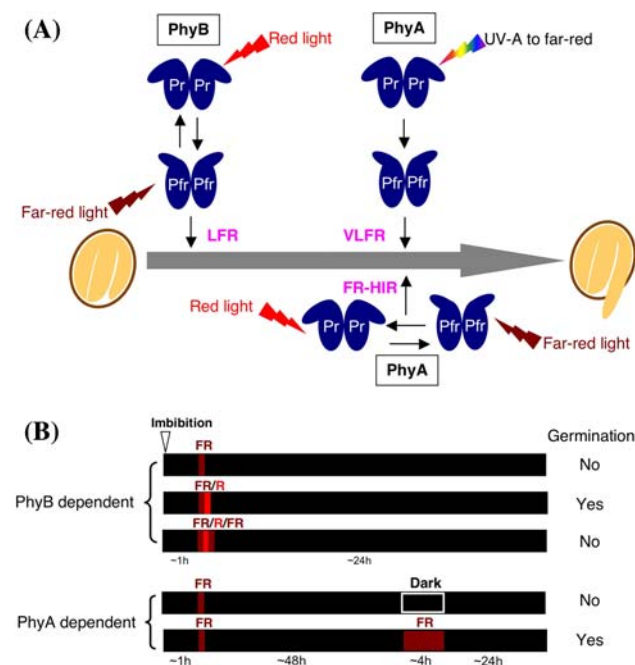 (A)
PhyB
PhyA
Red light
UV-A to far-red
Pr Pr
Pr Pr
Pfr Pfr
Pfr Pfr
Far-red light
LFR
VLFR
FR-HIR
Red light
Pr Pr
Pfr Pfr
Far-red light
PhyA
(B)
Imbibition
Germination
FR
No
PhyB dependent
FR/R
Yes
FR/R/FR
No
~1h
~24h
FR
Dark
No
PhyA dependent
FR
FR
Yes
~1h
~48h
~4h
~24h